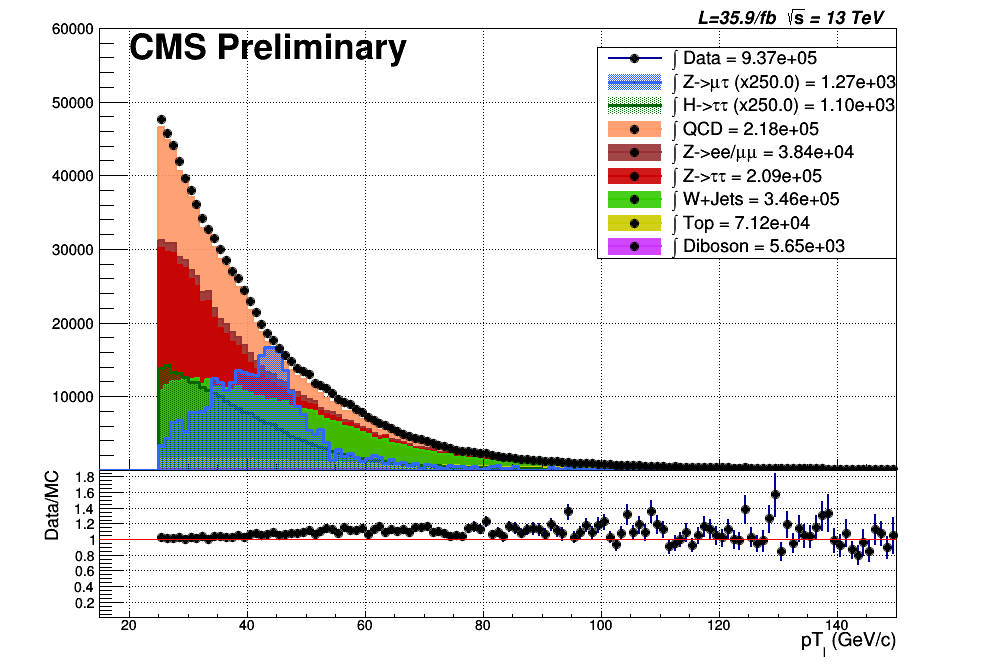 L=35.9/fb √s = 13 TeV
CMS Preliminary
∫ Data = 9.37e+05
∫ Z->μτ (x250.0) = 1.27e+03
∫ H->ττ (x250.0) = 1.10e+03
∫ QCD = 2.18e+05
∫ Z->ee/μμ = 3.84e+04
∫ Z->ττ = 2.09e+05
∫ W+Jets = 3.46e+05
∫ Top = 7.12e+04
∫ Diboson = 5.65e+03
60000
50000
40000
30000
20000
10000
Data/MC
1.8
1.6
1.4
1.2
1
0.8
0.6
0.4
0.2
20 40 60 80 100 120 140
pT_l (GeV/c)